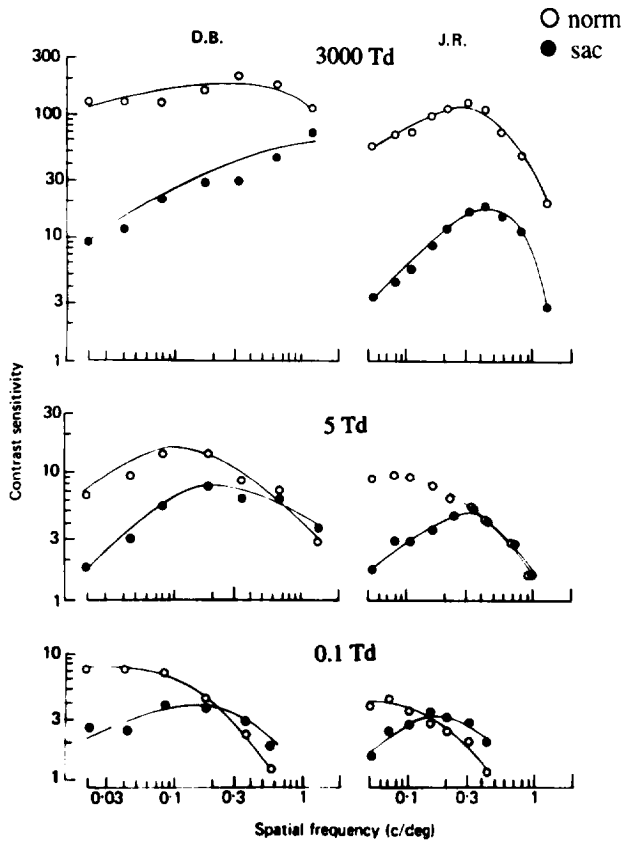 norm
sac
D.B.
3000 Td
J.R.
300
100
30
10
3
1
Contrast sensitivity
5 Td
30
10
3
1
0.1 Td
10
3
1
0·03 0·1 0·3 1
0·1 0·3 1
Spatial frequency (c/deg)